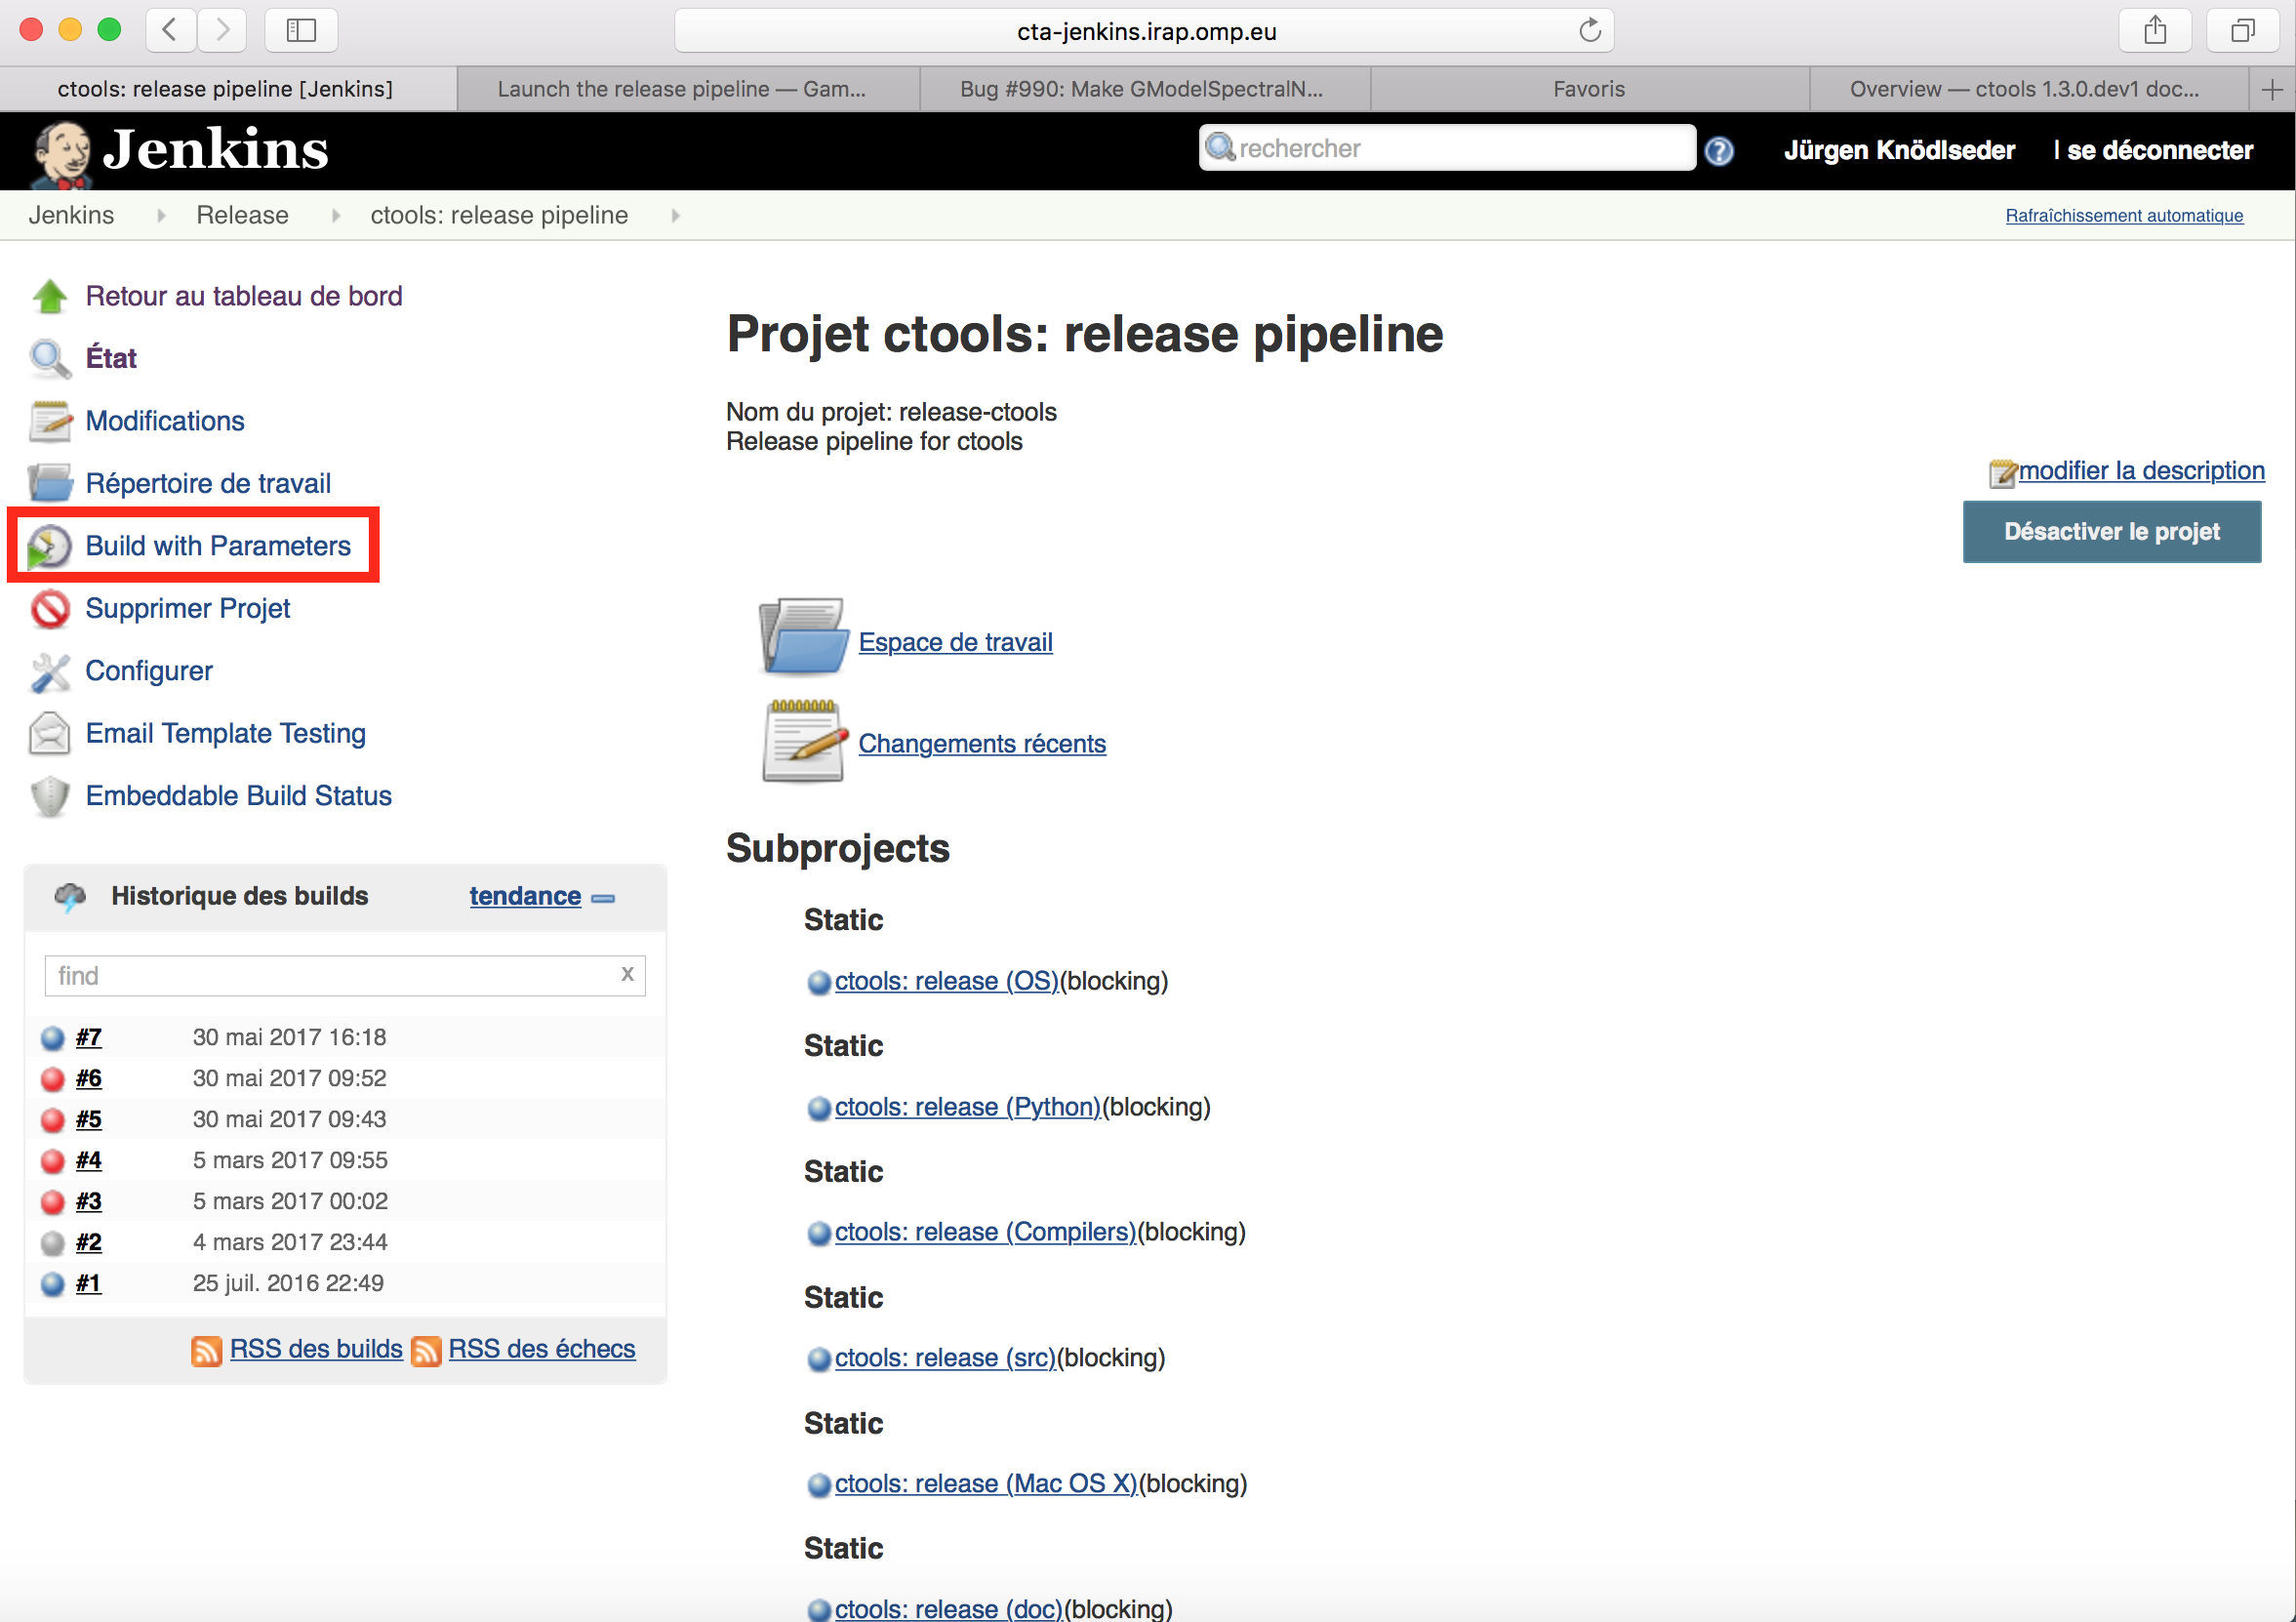 cta-jenkins.irap.omp.eu
ctools: release pipeline [Jenkins]
Launch the release pipeline — Gam...
Bug #990: Make GModelSpectralN...
Favoris
Overview — ctools 1.3.0.dev1 doc...
Jenkins
rechercher
Jürgen Knödlseder
| se déconnecter
Jenkins
Release
ctools: release pipeline
Rafraîchissement automatique
Retour au tableau de bord
État
Modifications
Répertoire de travail
Build with Parameters
Supprimer Projet
Configurer
Email Template Testing
Embeddable Build Status
Historique des builds
tendance
find
x
#7 30 mai 2017 16:18
#6 30 mai 2017 09:52
#5 30 mai 2017 09:43
#4 5 mars 2017 09:55
#3 5 mars 2017 00:02
#2 4 mars 2017 23:44
#1 25 juil. 2016 22:49
RSS des builds
RSS des échecs
Projet ctools: release pipeline
Nom du projet: release-ctools
Release pipeline for ctools
modifier la description
Désactiver le projet
Espace de travail
Changements récents
Subprojects
Static
ctools: release (OS)(blocking)
Static
ctools: release (Python)(blocking)
Static
ctools: release (Compilers)(blocking)
Static
ctools: release (src)(blocking)
Static
ctools: release (Mac OS X)(blocking)
Static
ctools: release (doc)(blocking)